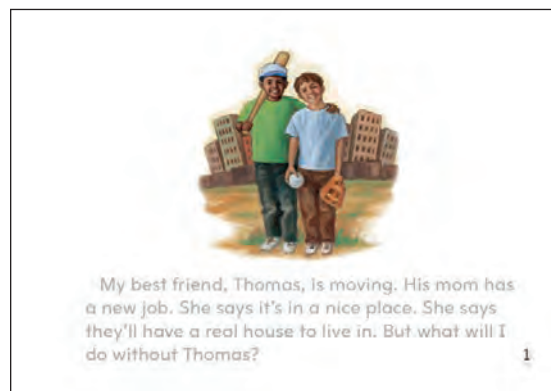 My best friend, Thomas, is moving. His mom has
a new job. She says it's in a nice place. She says
they'll have a real house to live in. But what will I
do without Thomas?
1